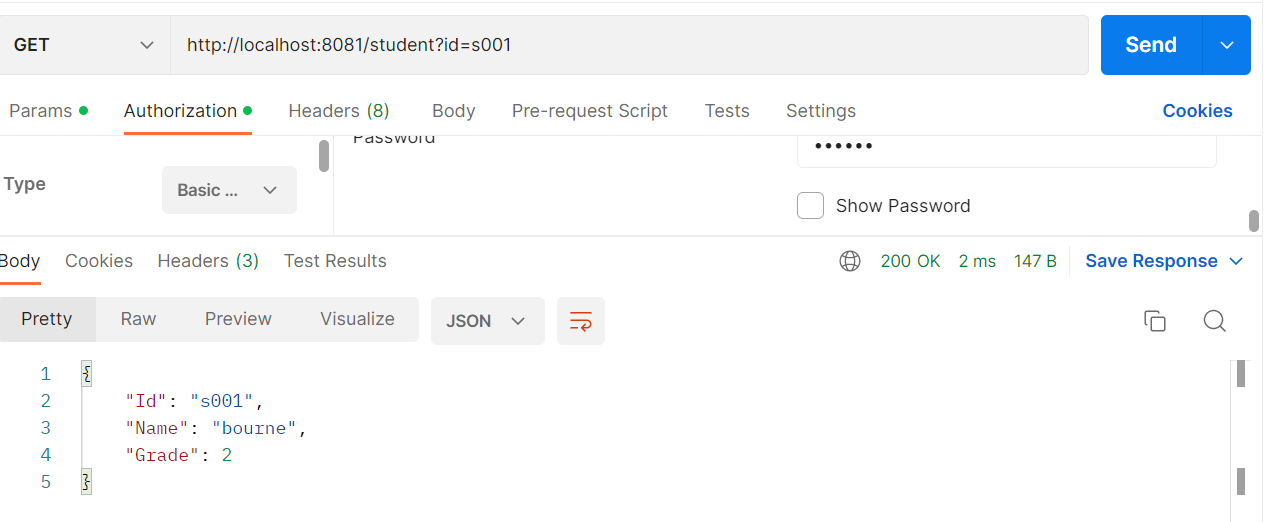 GET http://localhost:8081/student?id=s001 Send
Params Authorization Headers (8) Body Pre-request Script Tests Settings Cookies
Password ••••••
Type Basic ...
Show Password
Body Cookies Headers (3) Test Results 200 OK 2 ms 147 B Save Response
Pretty Raw Preview Visualize JSON
1 {
2 "Id": "s001",
3 "Name": "bourne",
4 "Grade": 2
5 }